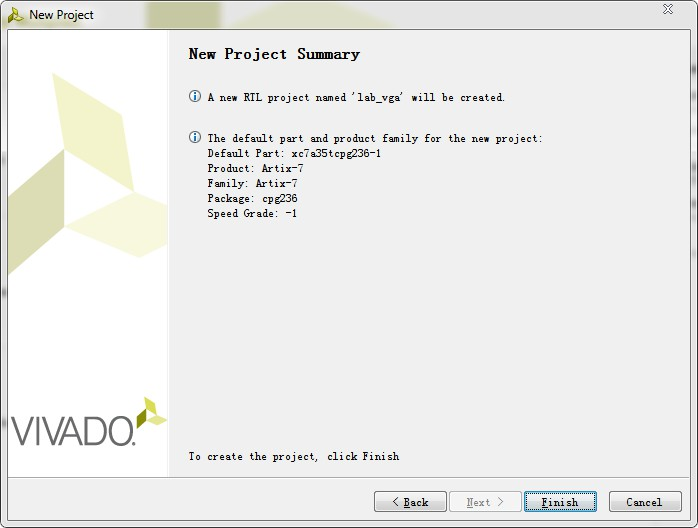 New Project
New Project Summary
A new RTL project named 'lab_vga' will be created.
The default part and product family for the new project:
Default Part: xc7a35tcpg236-1
Product: Artix-7
Family: Artix-7
Package: cpg236
Speed Grade: -1
VIVADO.
To create the project, click Finish
< Back
Next >
Finish
Cancel